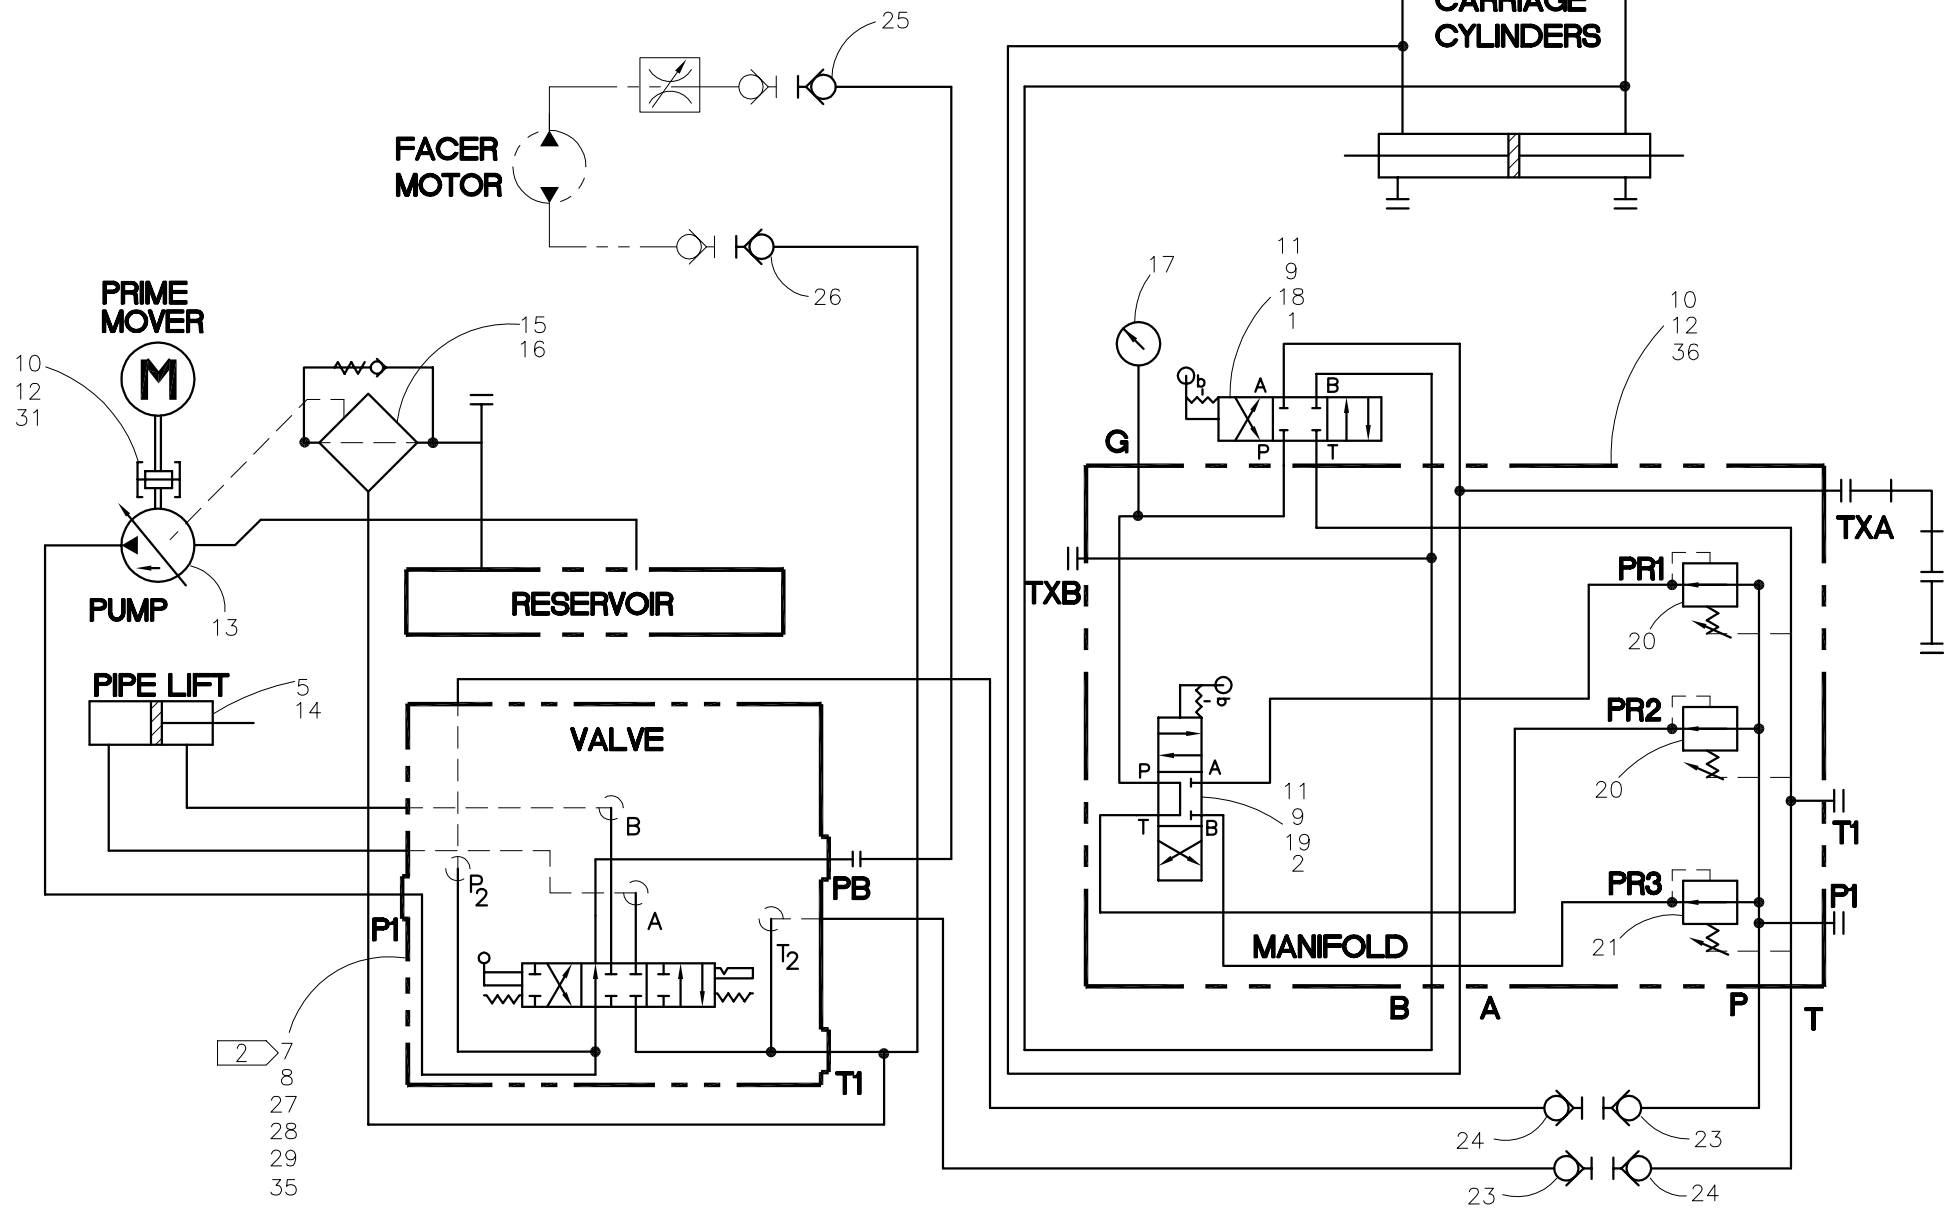 CARRIAGE
CYLINDERS
25
FACER
MOTOR
26
PRIME
MOVER
10
12
31
M
15
16
PUMP
13
RESERVOIR
PIPE LIFT
5
14
VALVE
B
P2
A
T2
P1
PB
T1
2
7
8
27
28
29
35
17
11
9
18
1
10
12
36
b
A
B
P
T
G
TXA
TXB
PR1
20
PR2
20
PR3
21
a
P
A
T
B
11
9
19
2
T1
P1
MANIFOLD
B
A
P
T
24
23
23
24